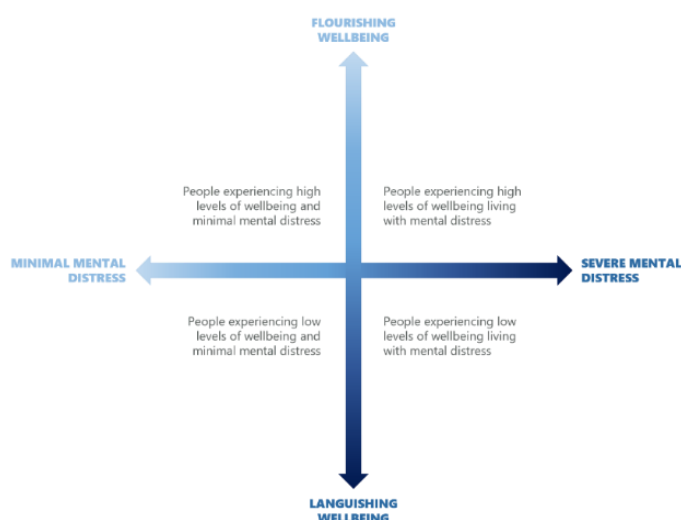 FLOURISHING
WELLBEING
People experiencing high
levels of wellbeing and
minimal mental distress
People experiencing high
levels of wellbeing living
with mental distress
MINIMAL MENTAL
DISTRESS
SEVERE MENTAL
DISTRESS
People experiencing low
levels of wellbeing and
minimal mental distress
People experiencing low
levels of wellbeing living
with mental distress
LANGUISHING
WELLBEING